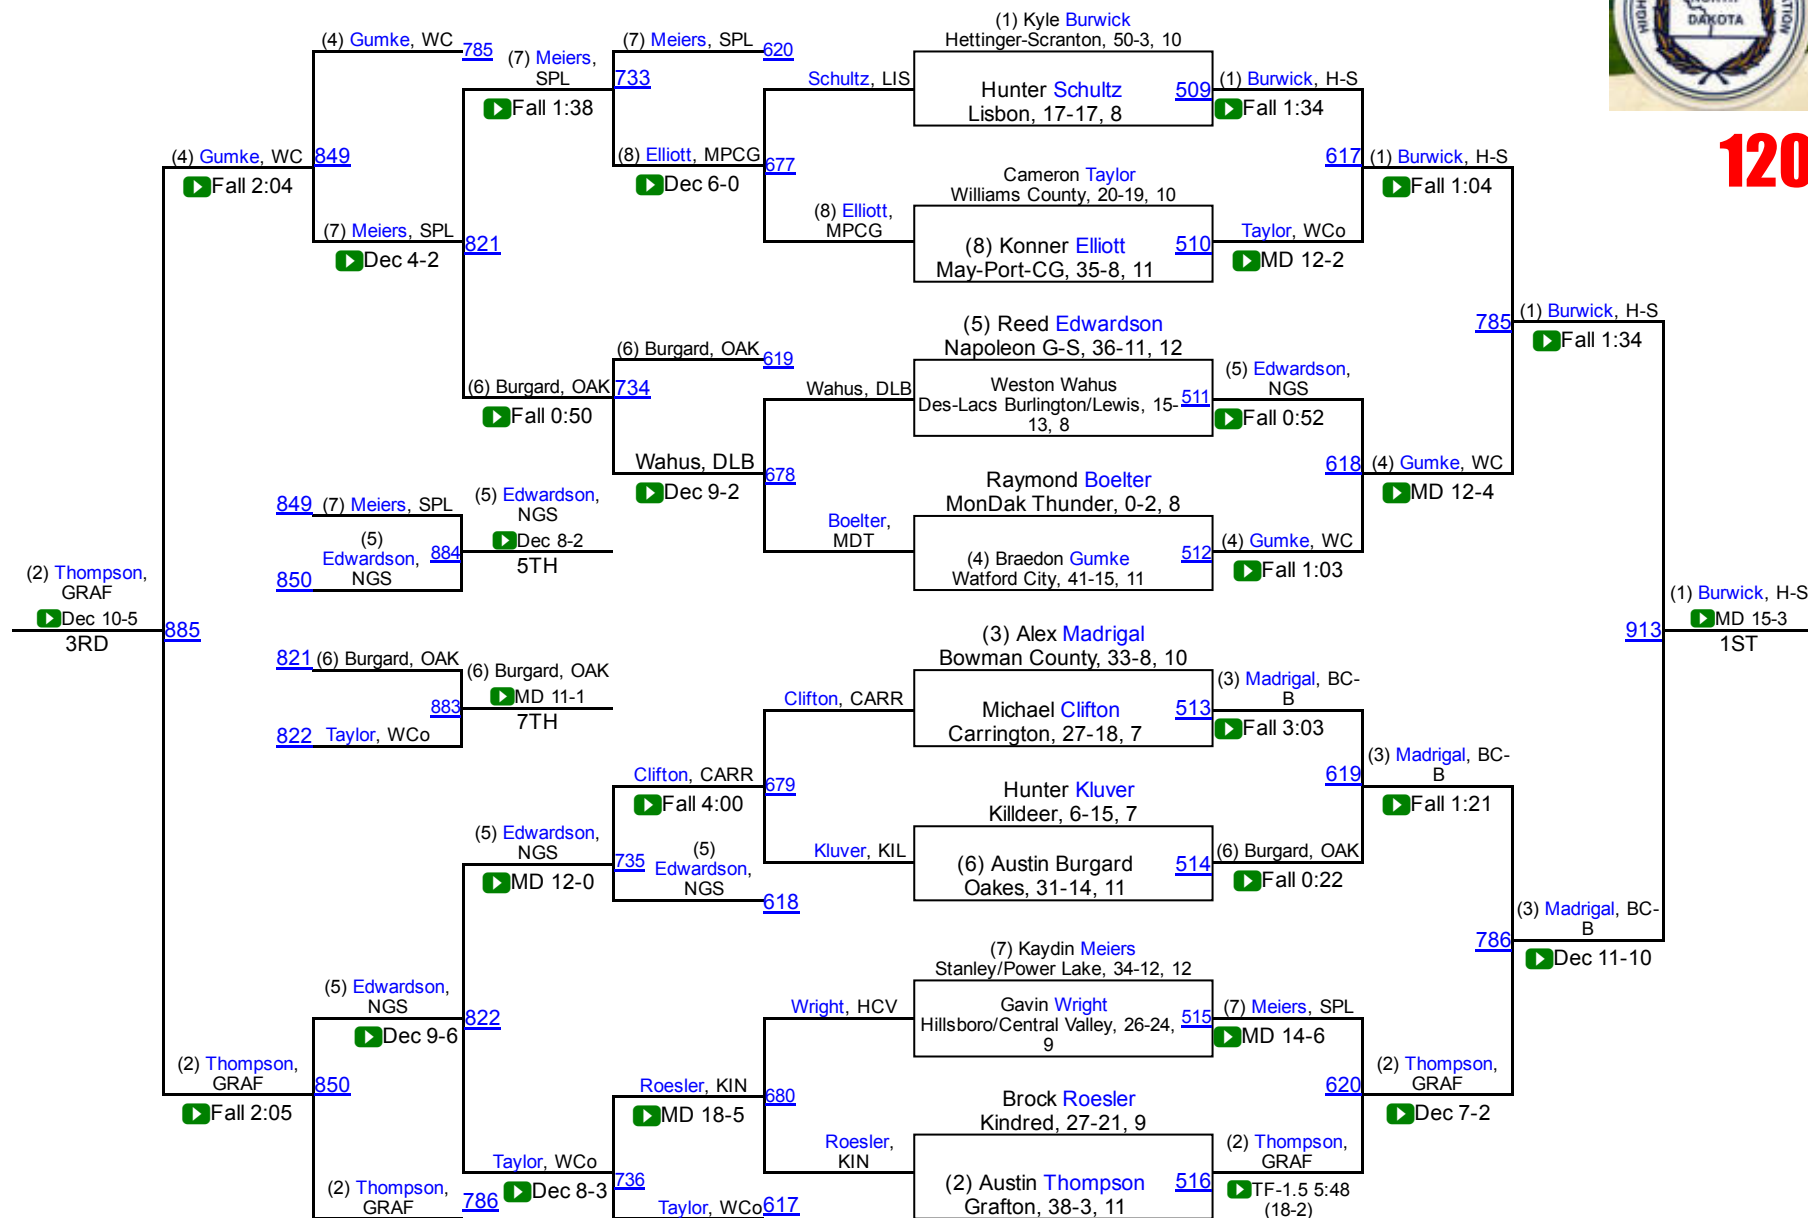 (1) Kyle Burwick
Hettinger-Scranton, 50-3, 10
Hunter Schultz
Lisbon, 17-17, 8
509
Cameron Taylor
Williams County, 20-19, 10
(8) Konner Elliott
May-Port-CG, 35-8, 11
510
(5) Reed Edwardson
Napoleon G-S, 36-11, 12
Weston Wahus
Des-Lacs Burlington/Lewis, 15-
13, 8
511
Raymond Boelter
MonDak Thunder, 0-2, 8
(4) Braedon Gumke
Watford City, 41-15, 11
512
(3) Alex Madrigal
Bowman County, 33-8, 10
Michael Clifton
Carrington, 27-18, 7
513
Hunter Kluver
Killdeer, 6-15, 7
(6) Austin Burgard
Oakes, 31-14, 11
514
(7) Kaydin Meiers
Stanley/Power Lake, 34-12, 12
Gavin Wright
Hillsboro/Central Valley, 26-24,
9
515
Brock Roesler
Kindred, 27-21, 9
(2) Austin Thompson
Grafton, 38-3, 11
516
(1) Burwick, H-S
Fall 1:34
617
Taylor, WCo
MD 12-2
(5) Edwardson,
NGS
Fall 0:52
618
(4) Gumke, WC
Fall 1:03
(3) Madrigal, BC-
B
Fall 3:03
619
(6) Burgard, OAK
Fall 0:22
(7) Meiers, SPL
MD 14-6
620
(2) Thompson,
GRAF
TF-1.5 5:48
(18-2)
(1) Burwick, H-S
Fall 1:04
785
(4) Gumke, WC
MD 12-4
(3) Madrigal, BC-
B
Fall 1:21
786
(2) Thompson,
GRAF
Dec 7-2
(1) Burwick, H-S
Fall 1:34
913
(3) Madrigal, BC-
B
Dec 11-10
(1) Burwick, H-S
MD 15-3
1ST
HIGH
DAKOTA
120
Schultz, LIS
677
(8) Elliott,
MPCG
Wahus, DLB
678
Boelter,
MDT
Clifton, CARR
679
Kluver, KIL
Wright, HCV
680
Roesler,
KIN
(7) Meiers, SPL
620
733
(8) Elliott, MPCG
Dec 6-0
(6) Burgard, OAK
619
734
Wahus, DLB
Dec 9-2
Clifton, CARR
Fall 4:00
735
(5)
Edwardson,
NGS
618
Roesler, KIN
MD 18-5
736
Taylor, WCo
617
(7) Meiers,
SPL
Fall 1:38
821
(6) Burgard, OAK
Fall 0:50
(5) Edwardson,
NGS
MD 12-0
822
Taylor, WCo
Dec 8-3
(4) Gumke, WC
785
849
(7) Meiers, SPL
Dec 4-2
(5) Edwardson,
NGS
Dec 9-6
850
(2) Thompson,
GRAF
786
(4) Gumke, WC
Fall 2:04
885
(2) Thompson,
GRAF
Fall 2:05
(2) Thompson,
GRAF
Dec 10-5
3RD
849
(7) Meiers, SPL
884
(5)
Edwardson,
NGS
850
(5) Edwardson,
NGS
Dec 8-2
5TH
821
(6) Burgard, OAK
883
822
Taylor, WCo
(6) Burgard, OAK
MD 11-1
7TH